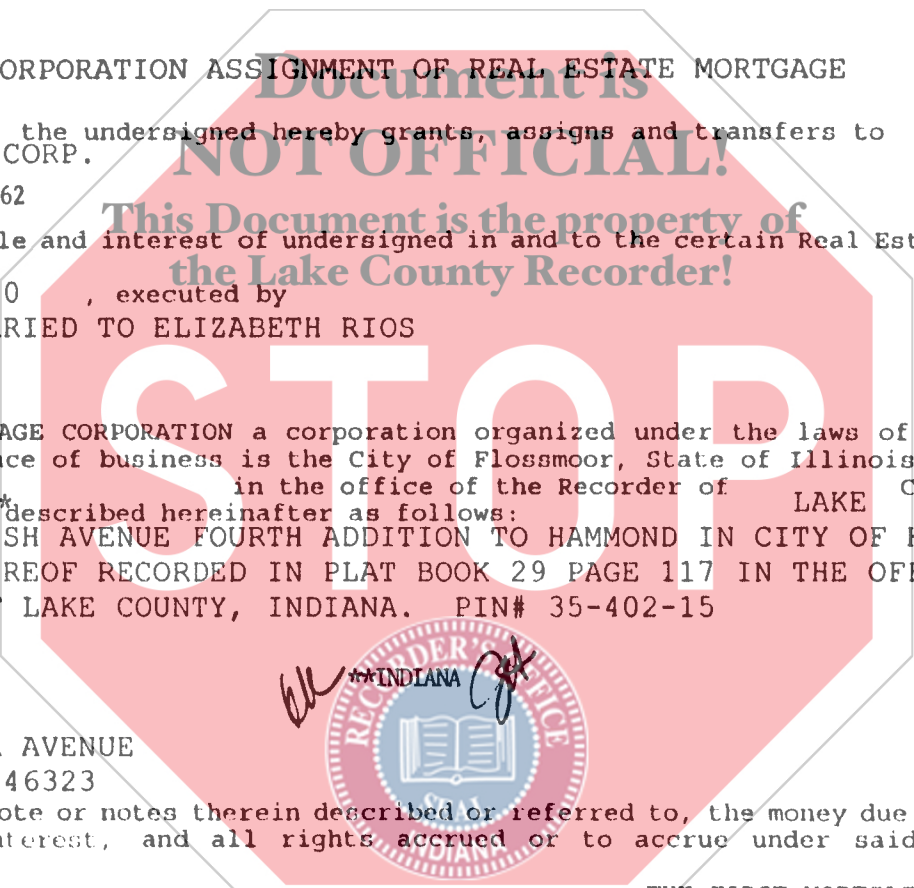 ORPORATION ASSIGNMENT OF REAL ESTATE MORTGAGE
Document is
the undersigned hereby grants, assigns and transfers to
CORP.
NOT OFFICIAL!
62
This Document is the property of
le and interest of undersigned in and to the certain Real Est
the Lake County Recorder!
0 , executed by
RIED TO ELIZABETH RIOS
STOP
AGE CORPORATION a corporation organized under the laws of
ce of business is the City of Flossmoor, State of Illinois
* in the office of the Recorder of LAKE C
described hereinafter as follows:
SH AVENUE FOURTH ADDITION TO HAMMOND IN CITY OF H
REOF RECORDED IN PLAT BOOK 29 PAGE 117 IN THE OFF
LAKE COUNTY, INDIANA. PIN# 35-402-15
**INDIANA
RECORDER'S OFFICE
SEAL
INDIANA
AVENUE
46323
ote or notes therein described or referred to, the money due
nterest, and all rights accrued or to accrue under said